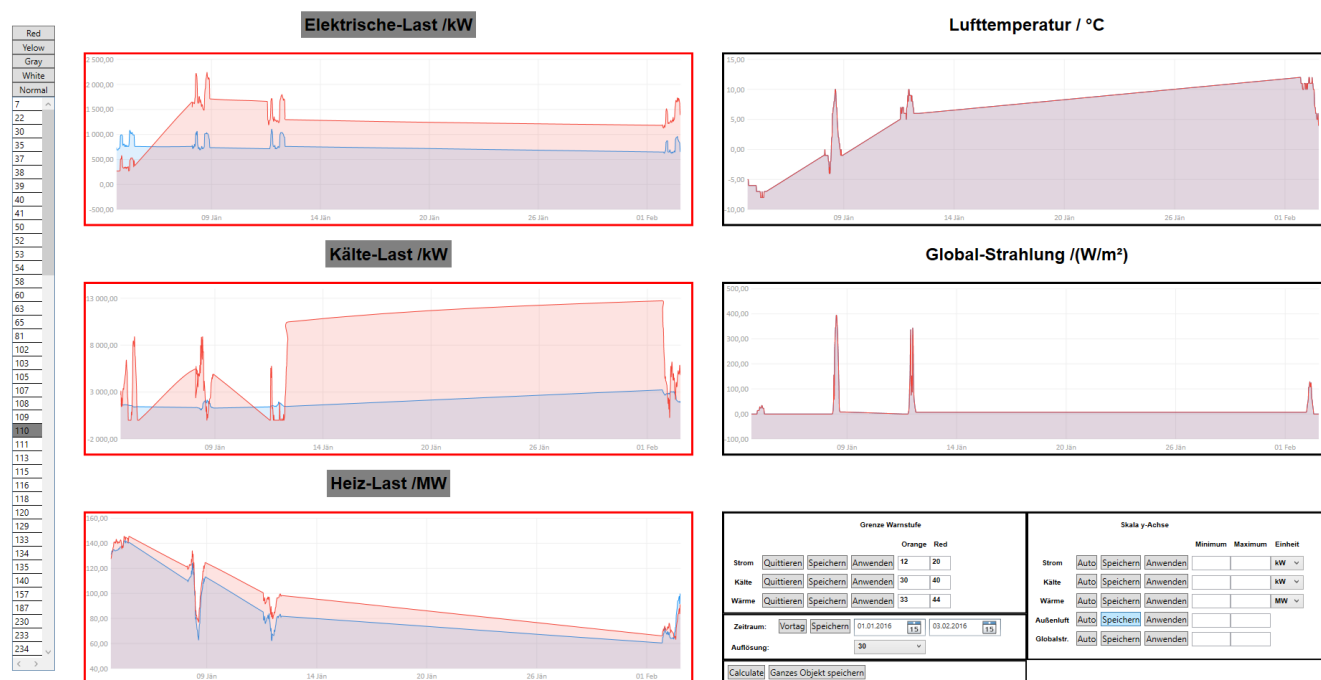 Red
Yelow
Gray
White
Normal
7
22
30
35
37
38
39
40
41
50
52
53
54
58
60
63
65
81
102
103
105
107
108
109
110
111
113
115
116
118
120
129
133
134
135
140
157
187
230
233
234
Elektrische-Last /kW
2 500,00
2 000,00
1 500,00
1 000,00
500,00
0,00
-500,00
09 Jän 14 Jän 20 Jän 26 Jän 01 Feb
Lufttemperatur / °C
15,00
10,00
5,00
0,00
-5,00
-10,00
09 Jän 14 Jän 20 Jän 26 Jän 01 Feb
Kälte-Last /kW
13 000,00
8 000,00
3 000,00
-2 000,00
09 Jän 14 Jän 20 Jän 26 Jän 01 Feb
Global-Strahlung /(W/m²)
500,00
400,00
300,00
200,00
100,00
0,00
-100,00
09 Jän 14 Jän 20 Jän 26 Jän 01 Feb
Heiz-Last /MW
160,00
140,00
120,00
100,00
80,00
60,00
40,00
09 Jän 14 Jän 20 Jän 26 Jän 01 Feb
Grenze Warnstufe
Orange Red
Strom Quittieren Speichern Anwenden 12 20
Kälte Quittieren Speichern Anwenden 30 40
Wärme Quittieren Speichern Anwenden 33 44
Zeitraum: Vortag Speichern 01.01.2016 15 03.02.2016 15
Auflösung: 30
Calculate Ganzes Objekt speichern
Skala y-Achse
Minimum Maximum Einheit
Strom Auto Speichern Anwenden kW
Kälte Auto Speichern Anwenden kW
Wärme Auto Speichern Anwenden MW
Außenluft Auto Speichern Anwenden
Globalstr. Auto Speichern Anwenden